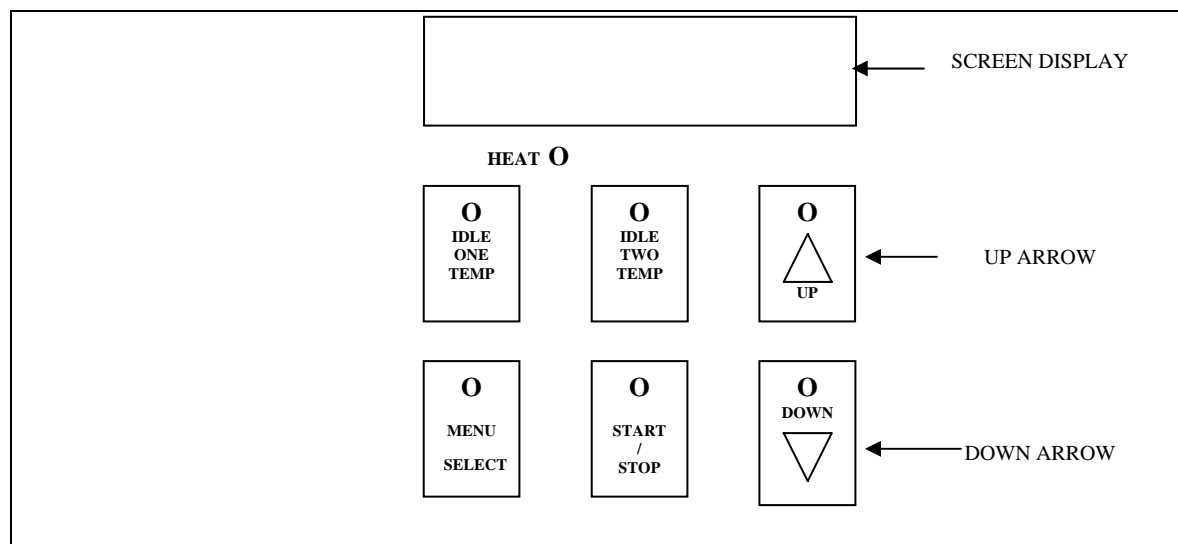 SCREEN DISPLAY
HEAT O
O
IDLE
ONE
TEMP
O
IDLE
TWO
TEMP
O
UP
UP ARROW
O
MENU
SELECT
O
START
/
STOP
O
DOWN
DOWN ARROW